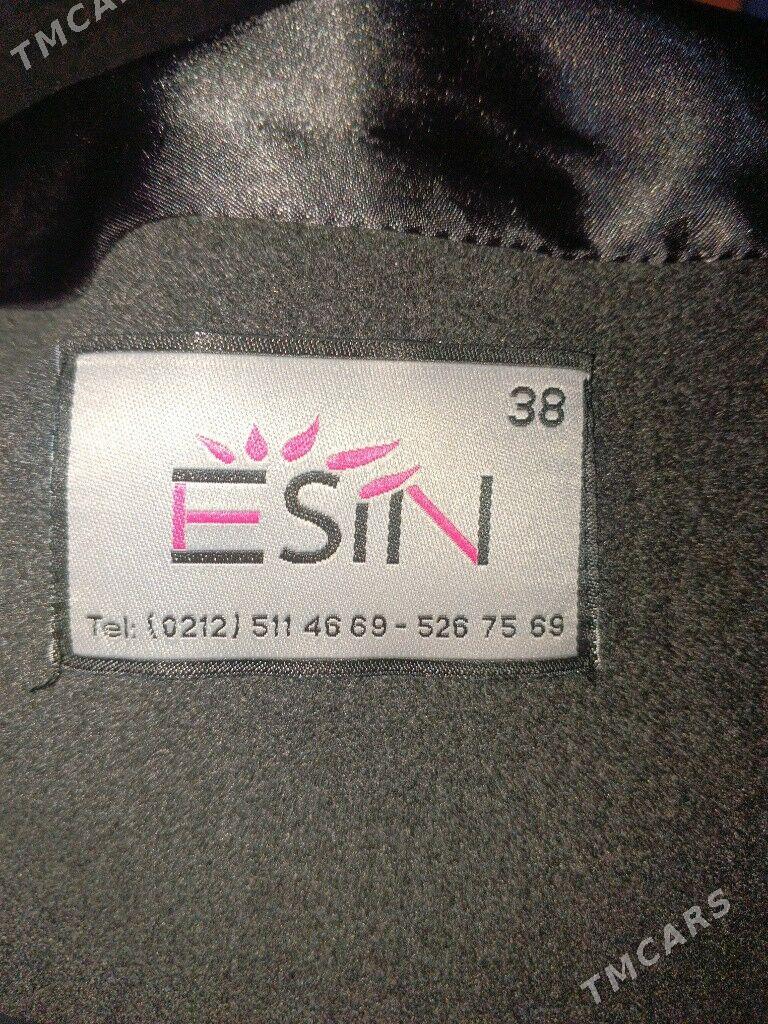 TMCARS
38
ESiN
Tel: (0212) 511 46 69 - 526 75 69
TMCARS